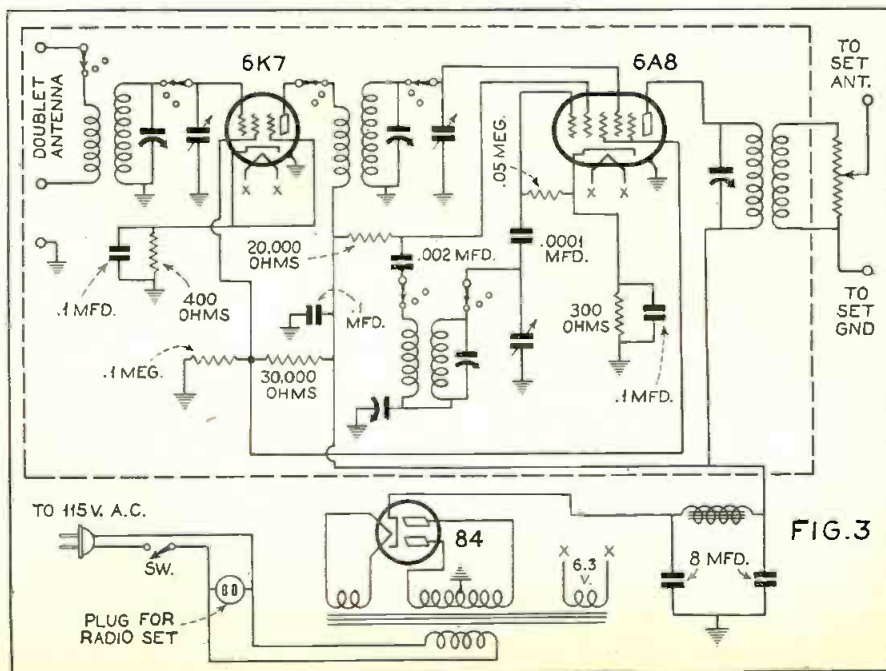 6K7
6A8
TO
SET
ANT.
DOUBLET
ANTENNA
.05 MEG.
X X
X X
20,000
OHMS
.002 MFD.
.0001
MFD.
.1 MFD.
400
OHMS
.1
MFD.
300
OHMS
TO
SET
GND
.1 MEG.
30,000
OHMS
.1 MFD.
TO 115 V. A.C.
84
FIG.3
X X
6.3
V.
8 MFD.
SW.
PLUG FOR
RADIO SET